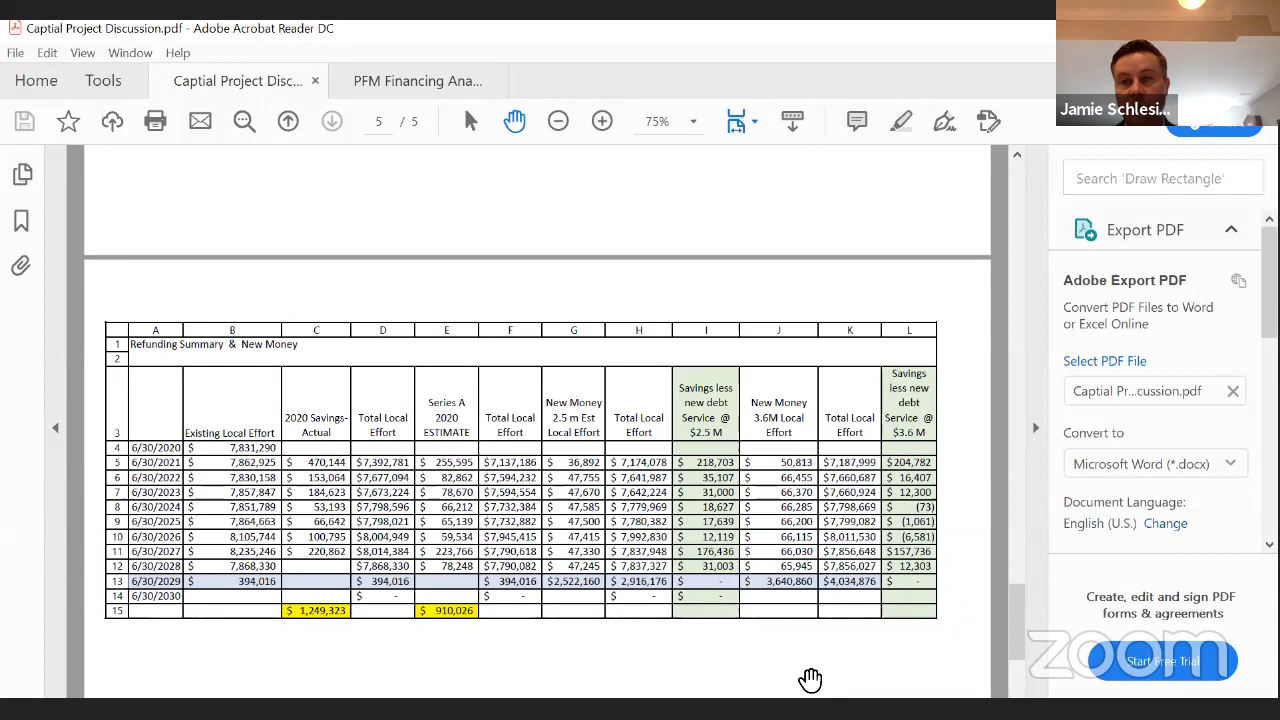 Captial Project Discussion.pdf - Adobe Acrobat Reader DC
File Edit View Window Help
Home Tools Captial Project Disc... × PFM Financing Ana...
5 / 5 75%
Jamie Schlesi...
Search 'Draw Rectangle'
Export PDF
Adobe Export PDF
Convert PDF Files to Word
or Excel Online
Select PDF File
Captial Pr...cussion.pdf
Convert to
Microsoft Word (*.docx)
Document Language:
English (U.S.) Change
Create, edit and sign PDF
forms & agreements
Start Free Trial
zoom
A B C D E F G H I J K L
1 Refunding Summary & New Money
2
3 Existing Local Effort 2020 Savings- Actual Total Local Effort Series A 2020 ESTIMATE Total Local Effort New Money 2.5 m Est Local Effort Total Local Effort Savings less new debt Service @ $2.5 M New Money 3.6M Local Effort Total Local Effort Savings less new debt Service @ $3.6 M
4 6/30/2020 $ 7,831,290
5 6/30/2021 $ 7,862,925 $ 470,144 $7,392,781 $ 255,595 $7,137,186 $ 36,892 $ 7,174,078 $ 218,703 $ 50,813 $7,187,999 $204,782
6 6/30/2022 $ 7,830,158 $ 153,064 $7,677,094 $ 82,862 $7,594,232 $ 47,755 $ 7,641,987 $ 35,107 $ 66,455 $7,660,687 $ 16,407
7 6/30/2023 $ 7,857,847 $ 184,623 $7,673,224 $ 78,670 $7,594,554 $ 47,670 $ 7,642,224 $ 31,000 $ 66,370 $7,660,924 $ 12,300
8 6/30/2024 $ 7,851,789 $ 53,193 $7,798,596 $ 66,212 $7,732,384 $ 47,585 $ 7,779,969 $ 18,627 $ 66,285 $7,798,669 $ (73)
9 6/30/2025 $ 7,864,663 $ 66,642 $7,798,021 $ 65,139 $7,732,882 $ 47,500 $ 7,780,382 $ 17,639 $ 66,200 $7,799,082 $ (1,061)
10 6/30/2026 $ 8,105,744 $ 100,795 $8,004,949 $ 59,534 $7,945,415 $ 47,415 $ 7,992,830 $ 12,119 $ 66,115 $8,011,530 $ (6,581)
11 6/30/2027 $ 8,235,246 $ 220,862 $8,014,384 $ 223,766 $7,790,618 $ 47,330 $ 7,837,948 $ 176,436 $ 66,030 $7,856,648 $157,736
12 6/30/2028 $ 7,868,330 $7,868,330 $ 78,248 $7,790,082 $ 47,245 $ 7,837,327 $ 31,003 $ 65,945 $7,856,027 $ 12,303
13 6/30/2029 $ 394,016 $ 394,016 $ 394,016 $2,522,160 $ 2,916,176 $ - $ 3,640,860 $4,034,876 $ -
14 6/30/2030 $ - $ - $ - $ -
15 $ 1,249,323 $ 910,026